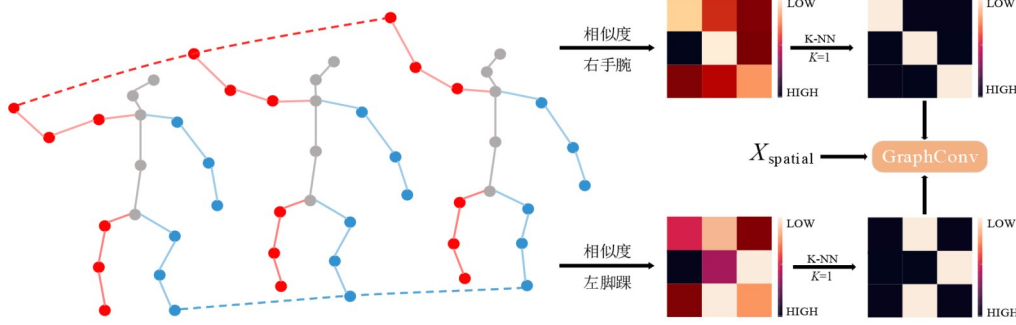 相似度
右手腕
LOW
HIGH
K-NN
K=1
LOW
HIGH
X spatial
GraphConv
相似度
左脚踝
LOW
HIGH
K-NN
K=1
LOW
HIGH